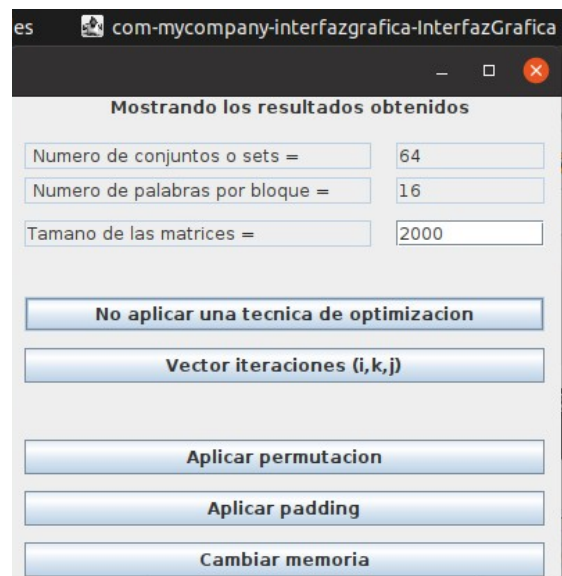 es com-mycompany-interfazgrafica-InterfazGrafica
Mostrando los resultados obtenidos
Numero de conjuntos o sets = 64
Numero de palabras por bloque = 16
Tamano de las matrices = 2000
No aplicar una tecnica de optimizacion
Vector iteraciones (i,k,j)
Aplicar permutacion
Aplicar padding
Cambiar memoria